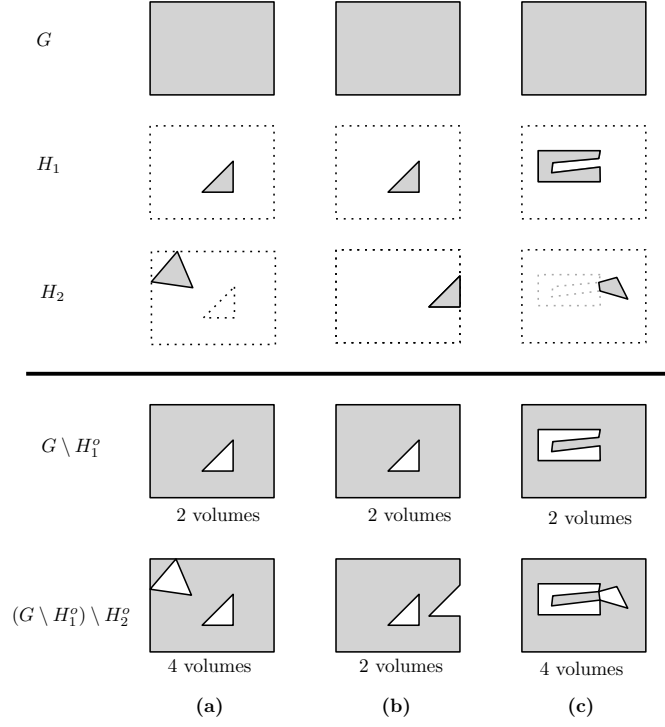 G
H₁
H₂
G \ H₁ᵒ
2 volumes 2 volumes 2 volumes
(G \ H₁ᵒ) \ H₂ᵒ
4 volumes 2 volumes 4 volumes
(a) (b) (c)